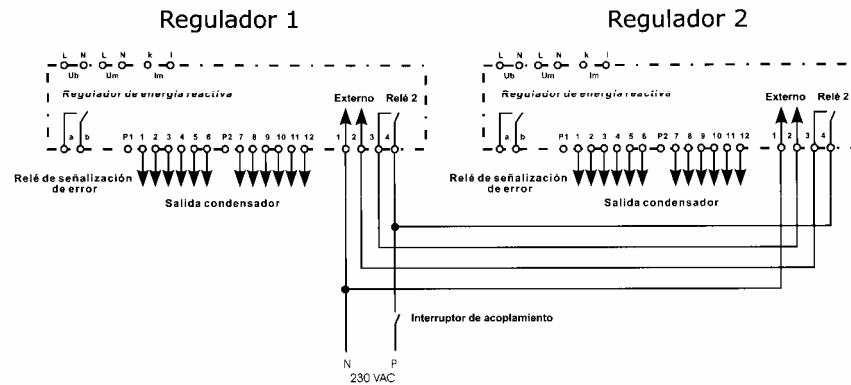 Regulador 1 Regulador 2
L N L N k l L N L N k l
Ub Um Im Ub Um Im
Regulador de energía reactiva Externo Relé 2 Regulador de energía reactiva Externo Relé 2
a b P1 1 2 3 4 5 6 P2 7 8 9 10 11 12 1 2 3 4 a b P1 1 2 3 4 5 6 P2 7 8 9 10 11 12 1 2 3 4
Relé de señalización Relé de señalización
de error de error
Salida condensador Salida condensador
Interruptor de acoplamiento
N P
230 VAC